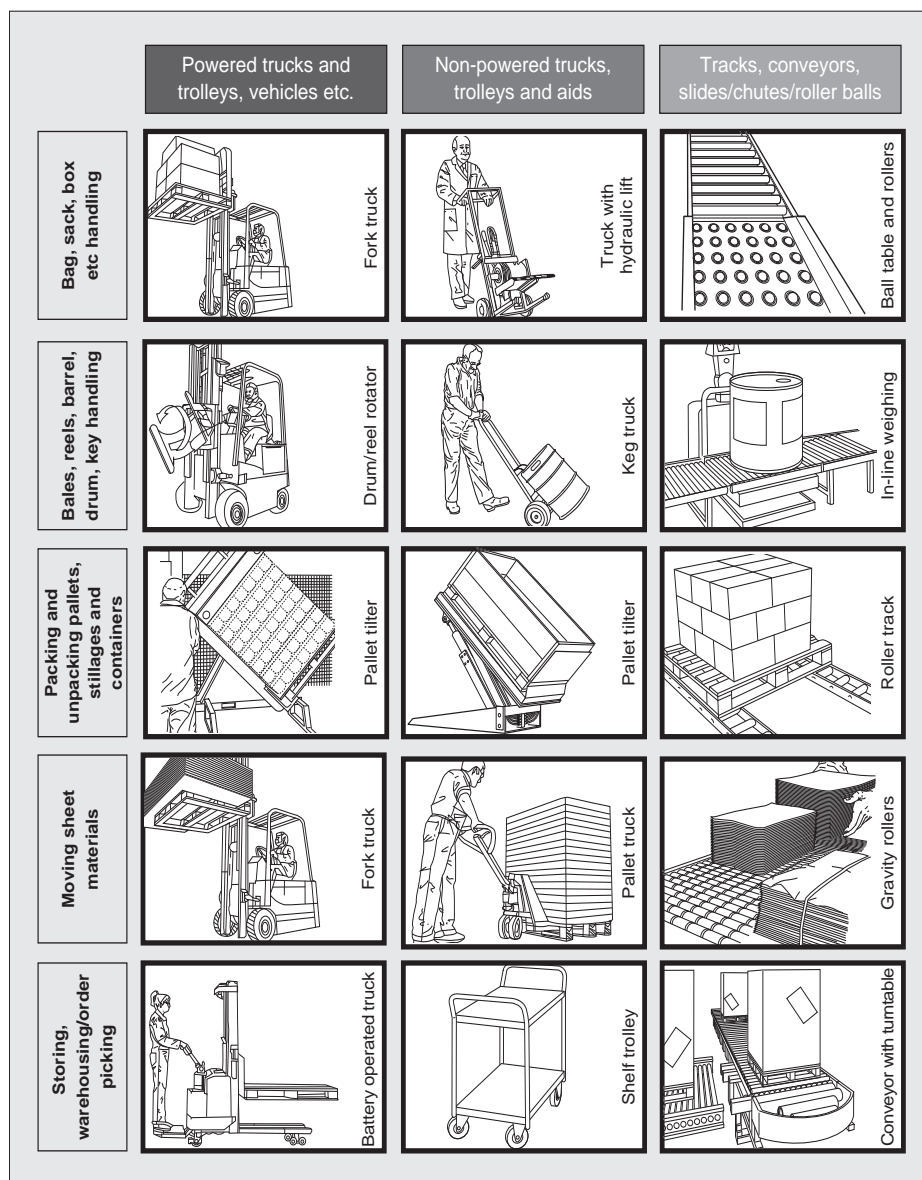 Powered trucks and
trolleys, vehicles etc.
Non-powered trucks,
trolleys and aids
Tracks, conveyors,
slides/chutes/roller balls
Bag, sack, box
etc handling
Fork truck
Truck with
hydraulic lift
Ball table and rollers
Bales, reels, barrel,
drum, key handling
Drum/reel rotator
Keg truck
In-line weighing
Packing and
unpacking pallets,
stillages and
containers
Pallet tilter
Pallet tilter
Roller track
Moving sheet
materials
Fork truck
Pallet truck
Gravity rollers
Storing,
warehousing/order
picking
Battery operated truck
Shelf trolley
Conveyor with turntable